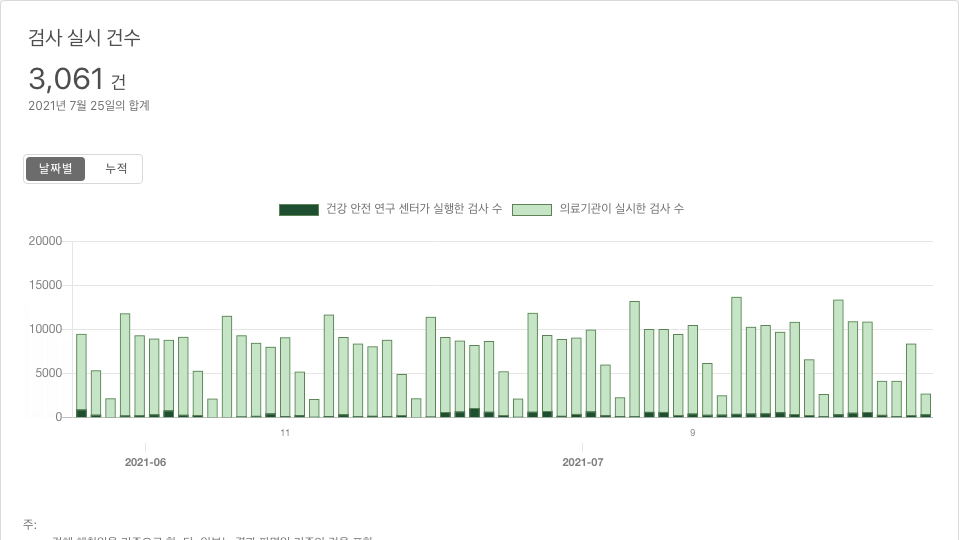 검사 실시 건수
3,061 건
2021년 7월 25일의 합계
날짜별 누적
건강 안전 연구 센터가 실행한 검사 수 의료기관이 실시한 검사 수
20000
15000
10000
5000
0
11 9
2021-06 2021-07
주: